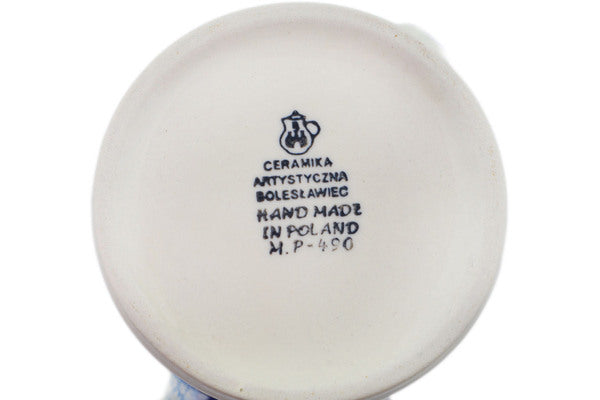 CERAMIKA
ARTYSTYCZNA
BOLESŁAWIEC
HAND MADE
IN POLAND
M.P-490